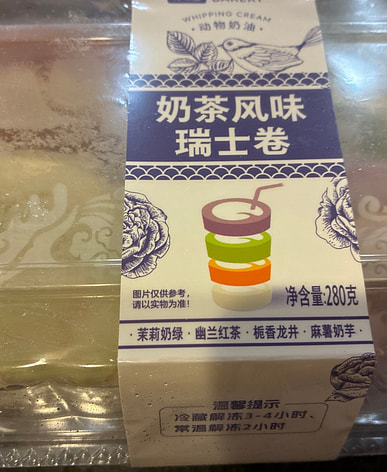 BAKERY
WHIPPING CREAM
·动物奶油·
奶茶风味
瑞士卷
图片仅供参考,
请以实物为准!
净含量:280克
·茉莉奶绿·幽兰红茶·栀香龙井·麻薯奶芋·
温馨提示
冷藏解冻3-4小时、
常温解冻2小时